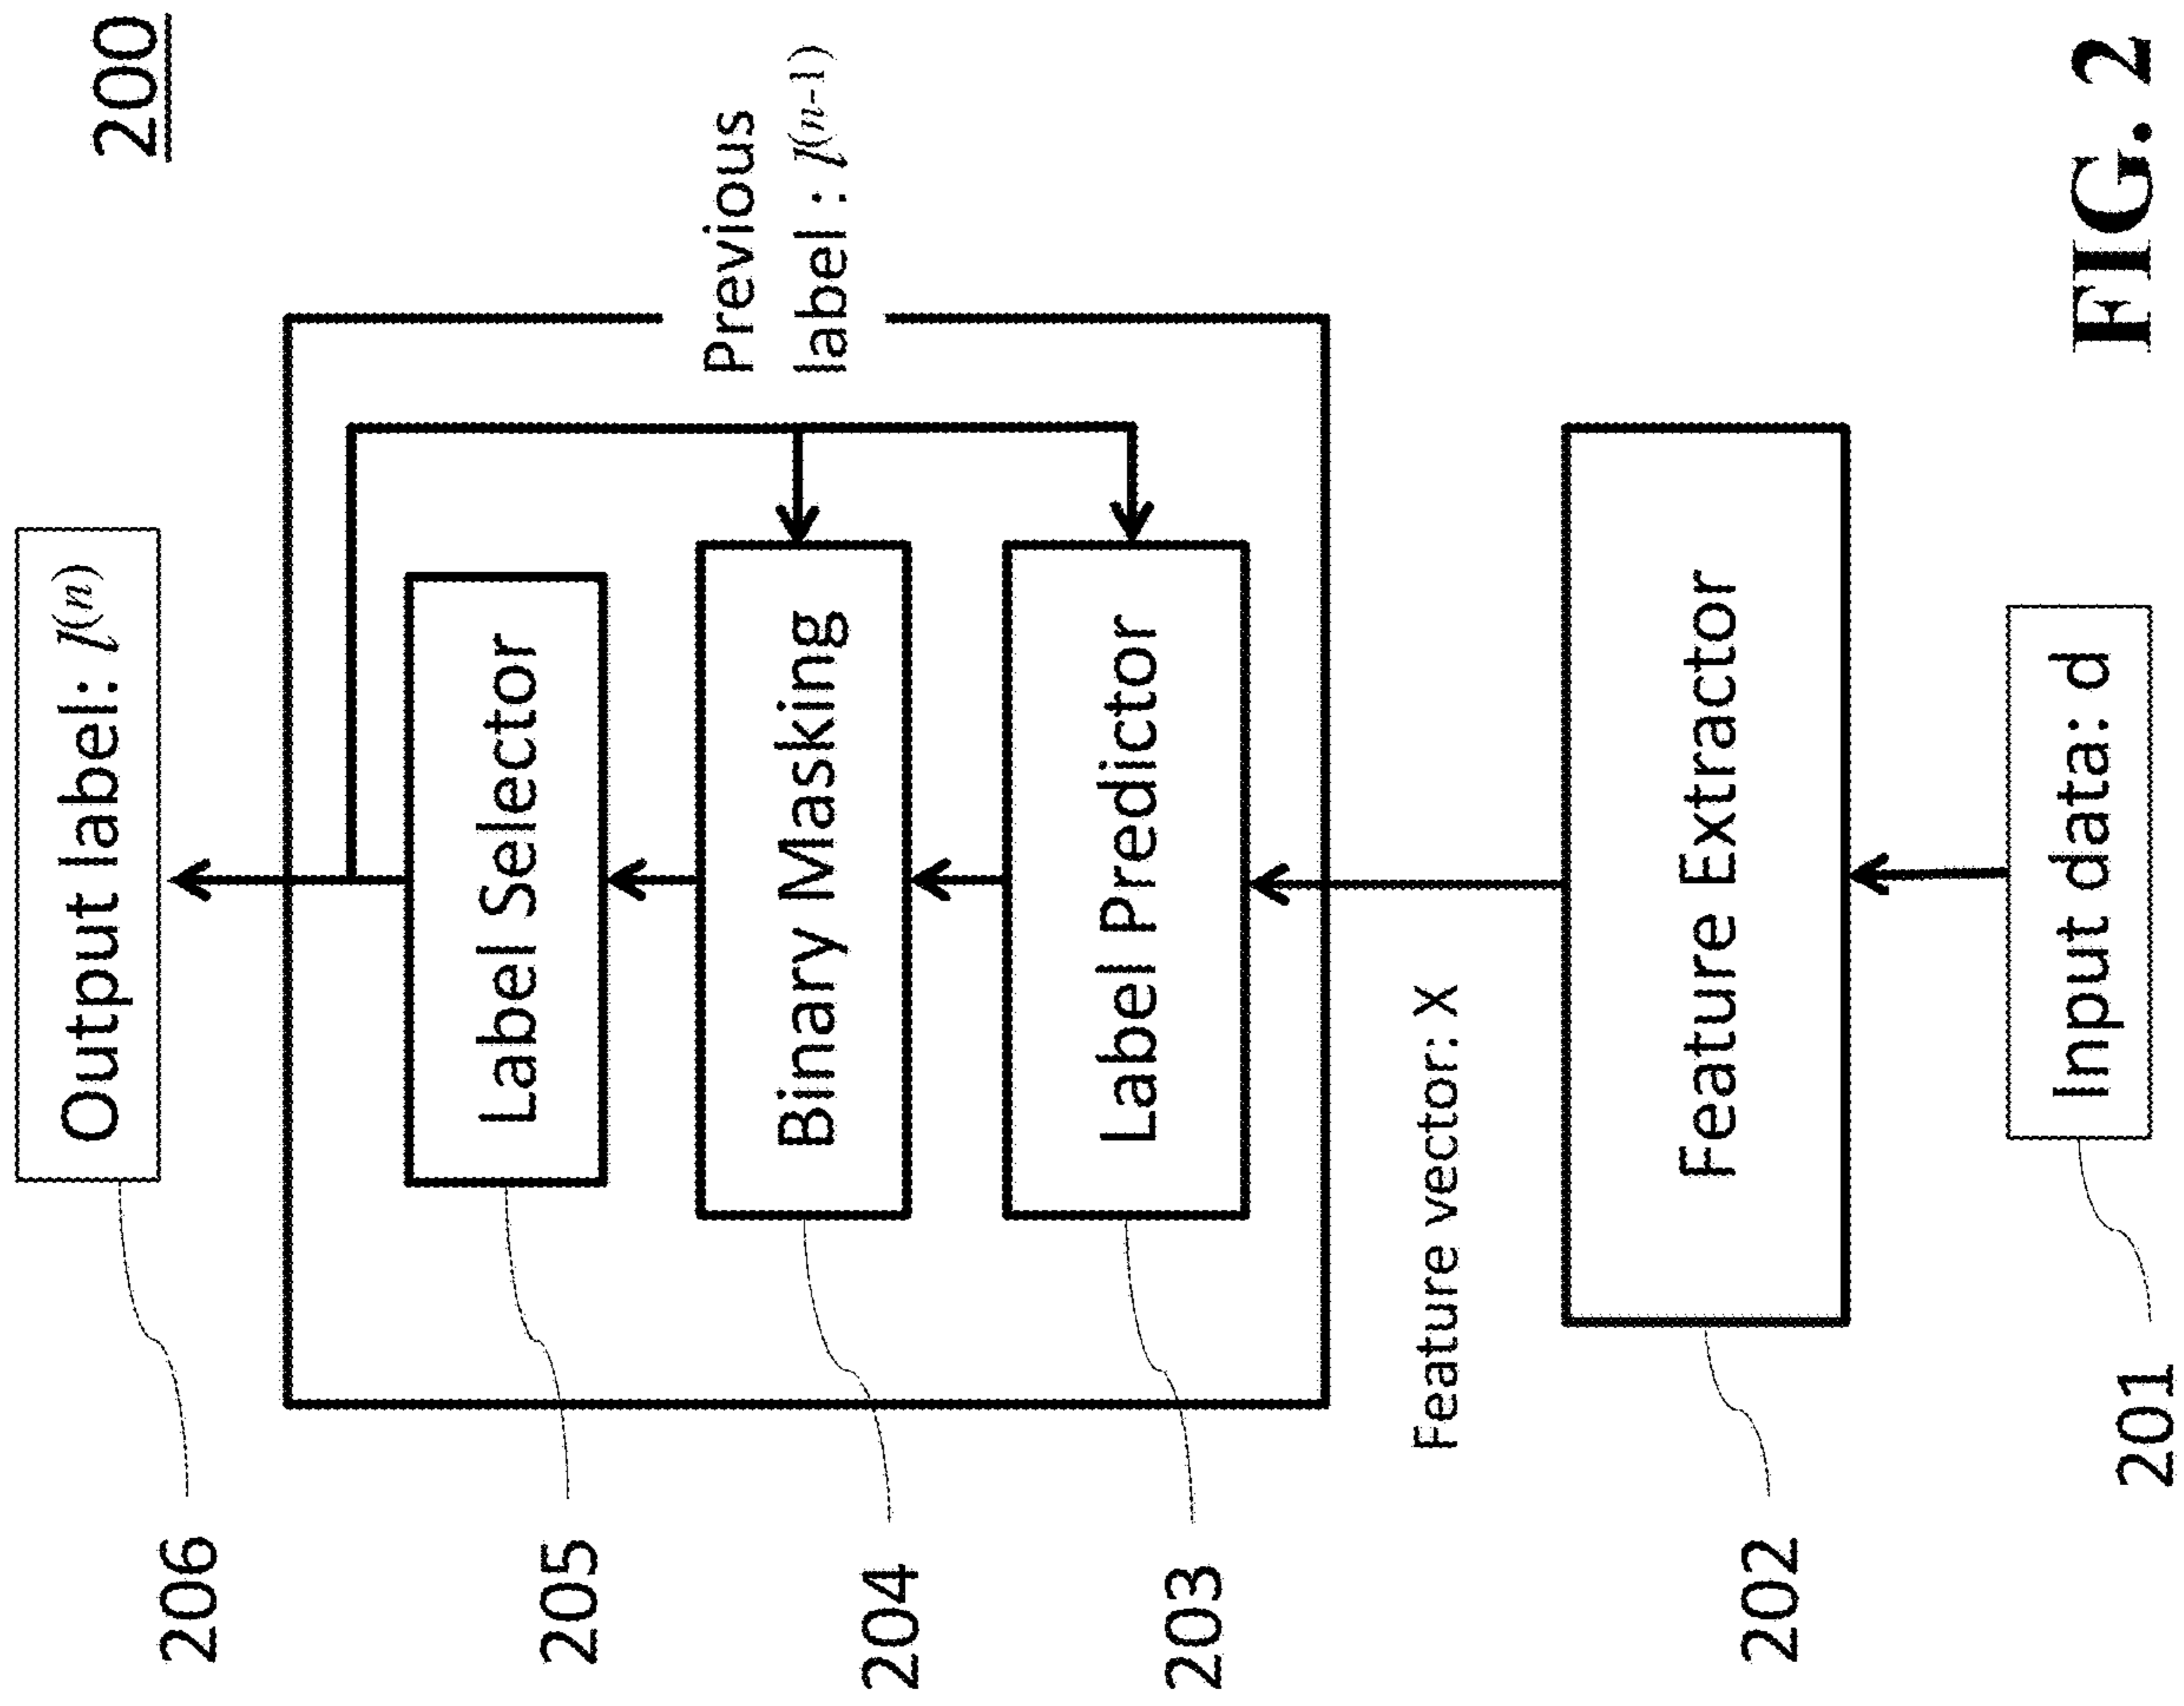 200
Output label: l(n)
206
Previous
label : l(n-1)
Label Selector
205
Binary Masking
204
Label Predictor
203
Feature vector: X
Feature Extractor
202
Input data: d
201
FIG. 2